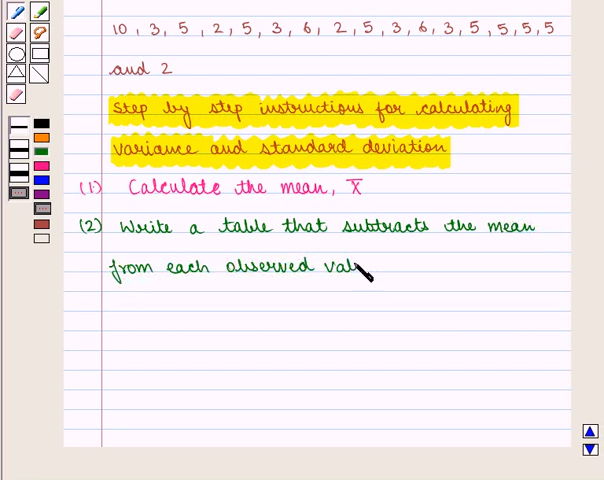 10, 3, 5, 2, 5, 3, 6, 2, 5, 3, 6, 3, 5, 5, 5, 5
and 2
Step by step instructions for calculating
variance and standard deviation
(1) Calculate the mean, X̄
(2) Write a table that subtracts the mean
from each observed val